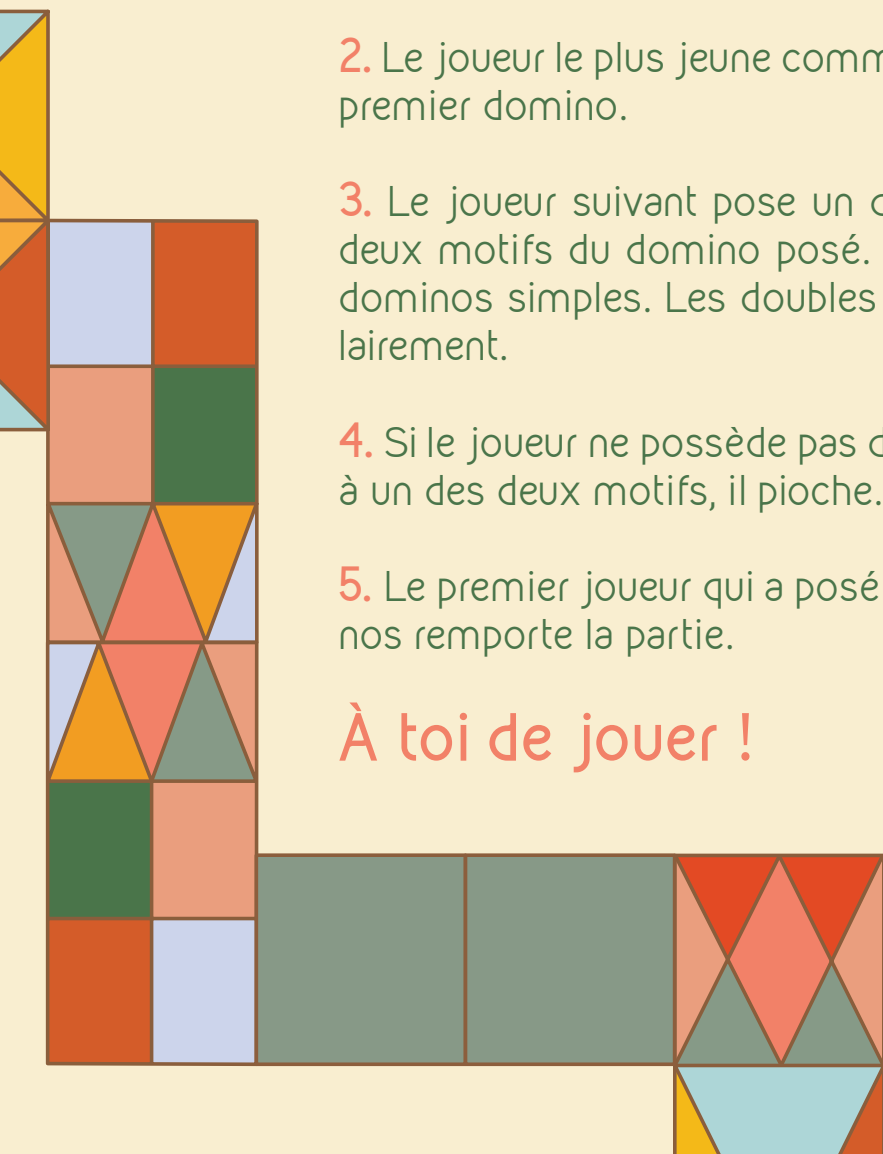 2. Le joueur le plus jeune
premier domino.
3. Le joueur suivant pose un
deux motifs du domino posé.
dominos simples. Les doubles
lairement.
4. Si le joueur ne possède pas
à un des deux motifs, il pioche.
5. Le premier joueur qui a posé
nos remporte la partie.
À toi de jouer !